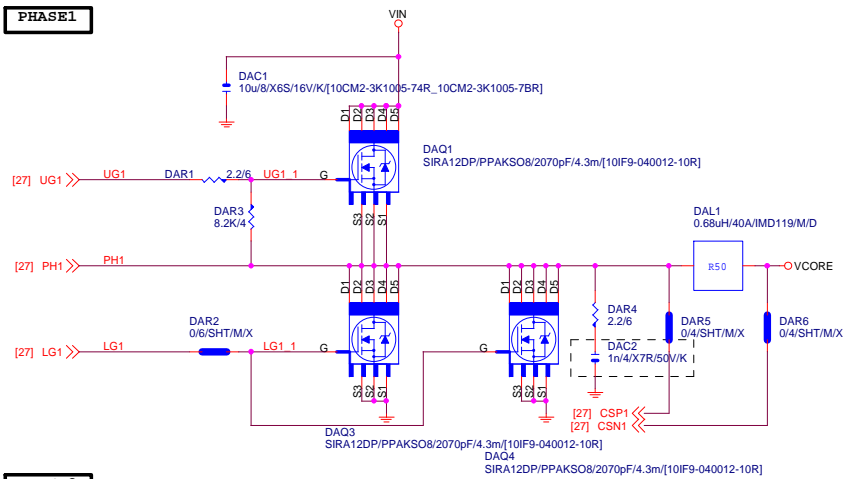 PHASE1
VIN
DAC1
10u/8/X6S/16V/K/[10CM2-3K1005-74R_10CM2-3K1005-7BR]
D1 D2 D3 D4 D5
DAQ1
SIRA12DP/PPAKSO8/2070pF/4.3m/[10IF9-040012-10R]
[27] UG1 UG1 DAR1 2.2/6 UG1_1 G
S3 S2 S1
DAR3
8.2K/4
DAL1
0.68uH/40A/IMD119/M/D
[27] PH1 PH1
R50
VCORE
D1 D2 D3 D4 D5
D1 D2 D3 D4 D5
DAR4
2.2/6
DAR2
0/6/SHT/M/X
DAR5
0/4/SHT/M/X
DAR6
0/4/SHT/M/X
[27] LG1 LG1 LG1_1 G
G
DAC2
1n/4/X7R/50V/K
S3 S2 S1
S3 S2 S1
[27] CSP1
[27] CSN1
DAQ3
SIRA12DP/PPAKSO8/2070pF/4.3m/[10IF9-040012-10R]
DAQ4
SIRA12DP/PPAKSO8/2070pF/4.3m/[10IF9-040012-10R]